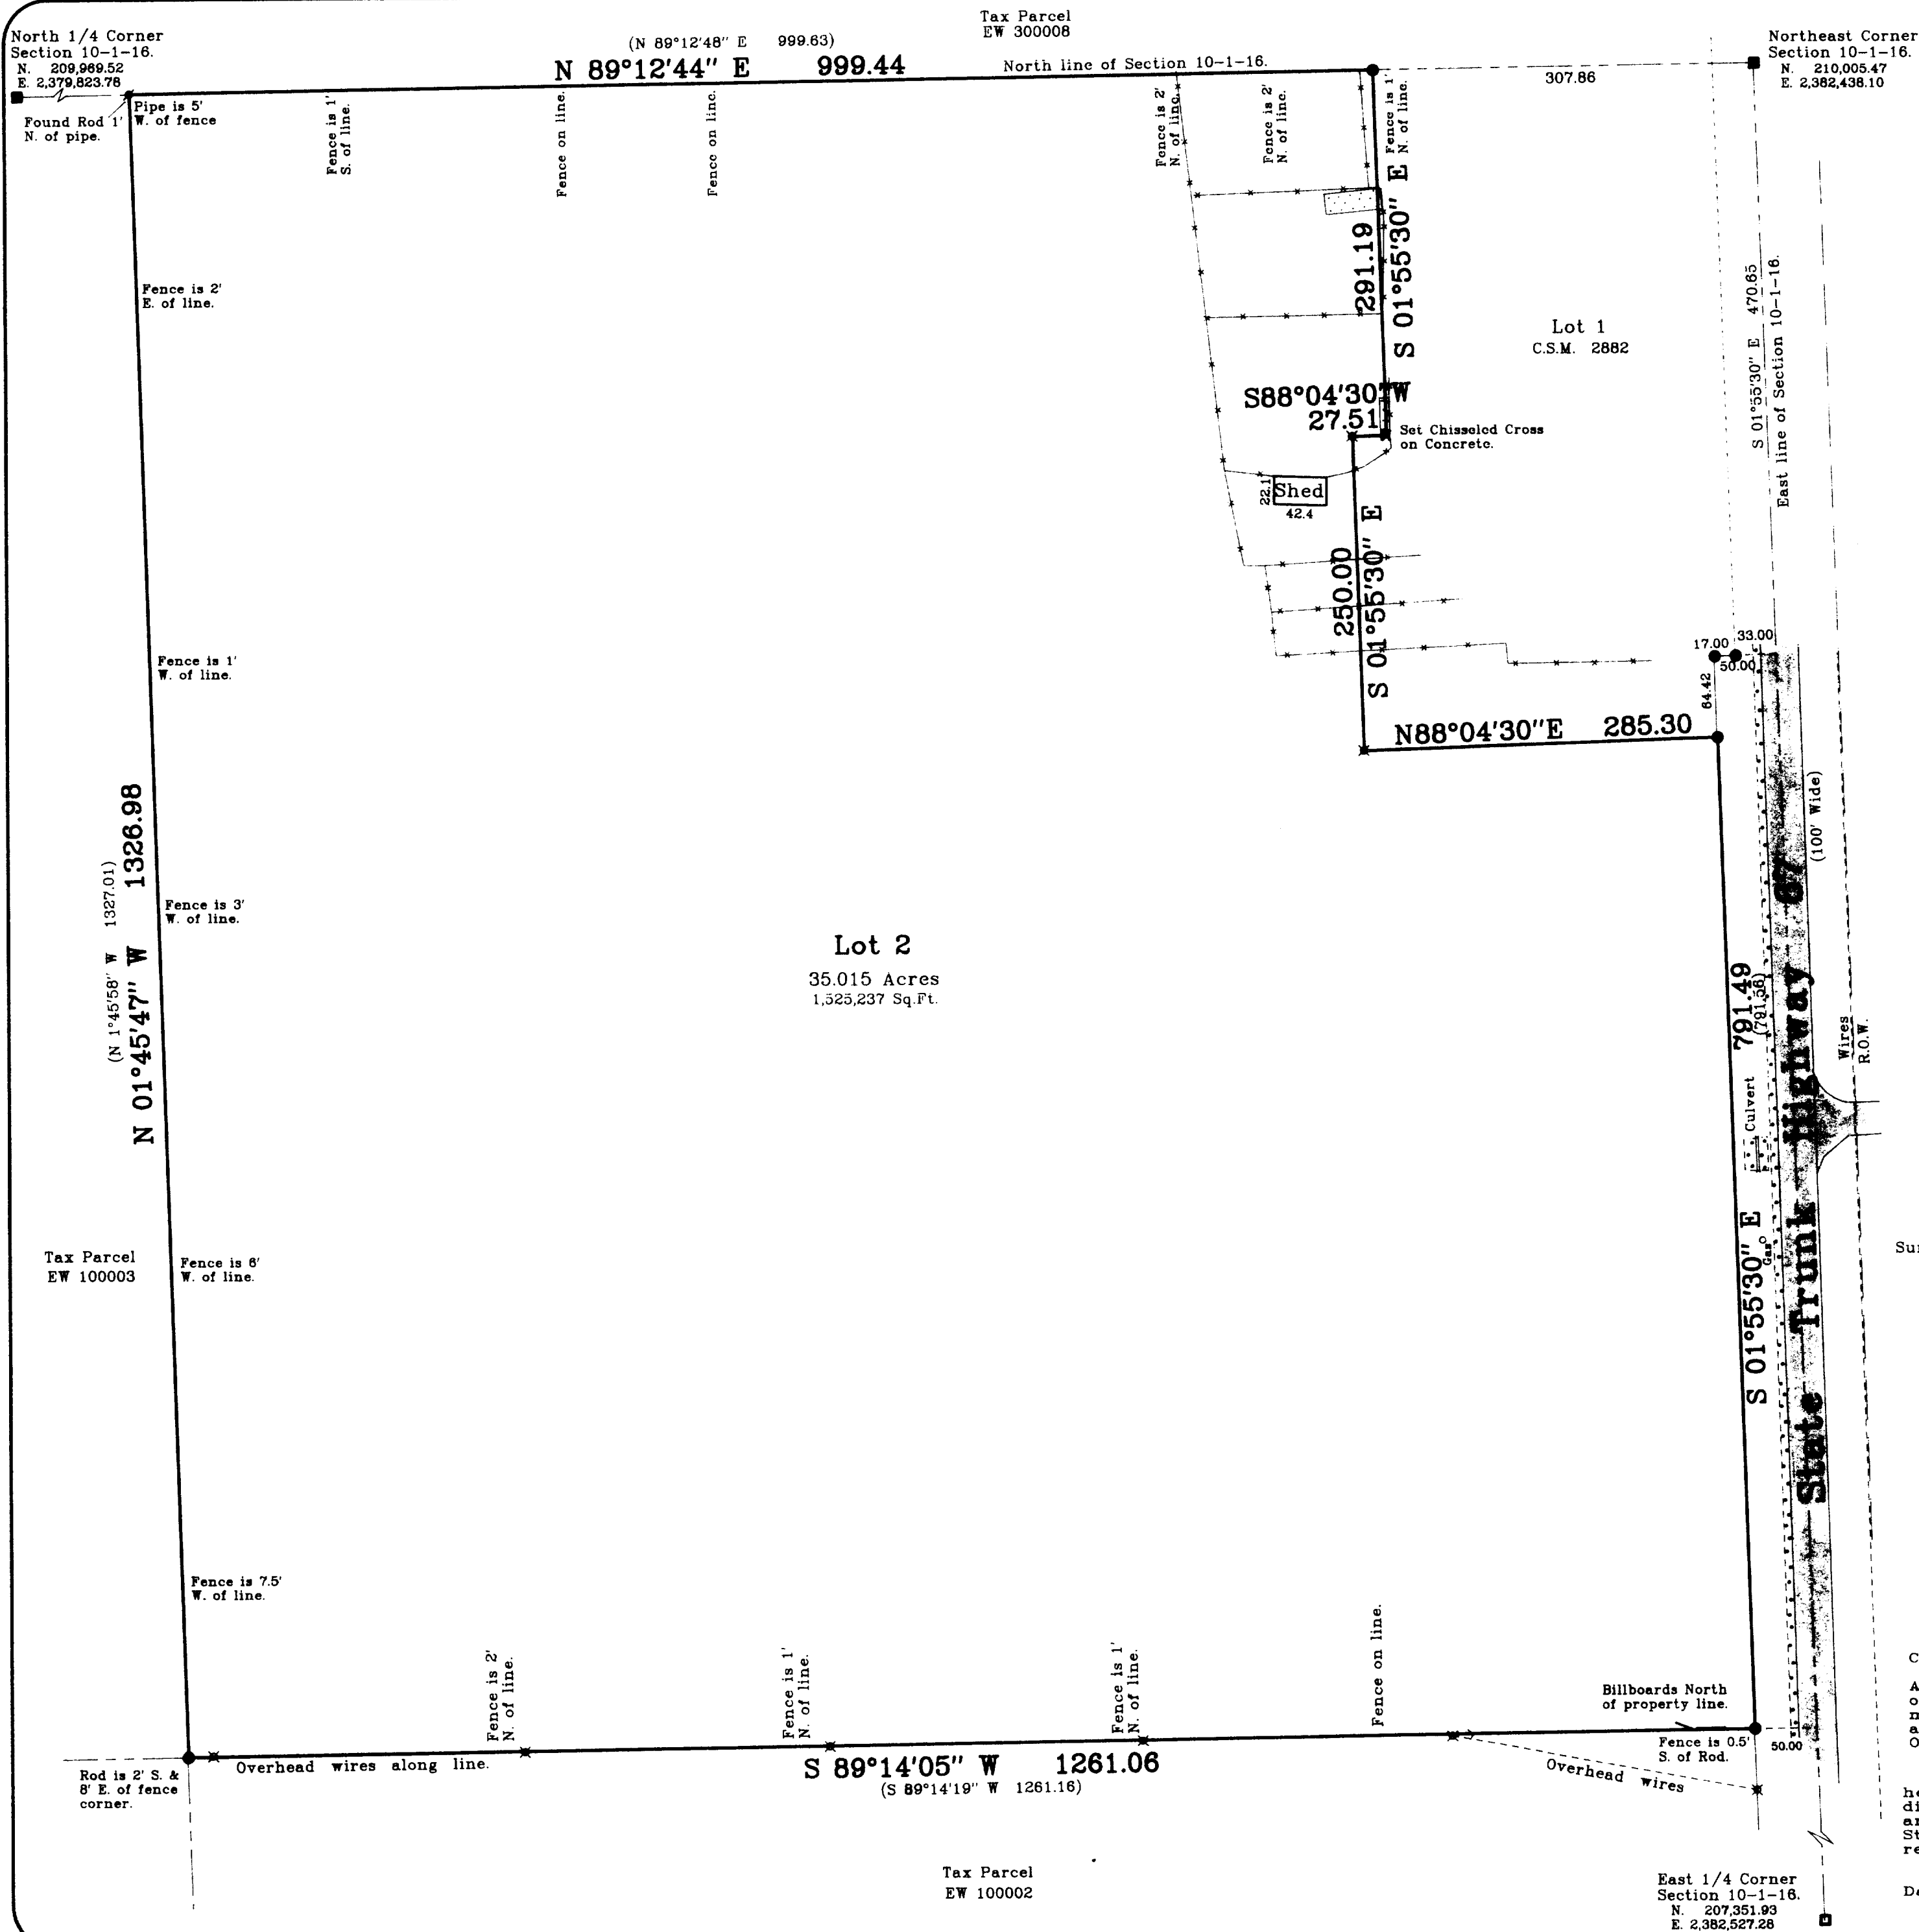 Tax Parcel
EW 300008
North 1/4 Corner
Section 10-1-16.
N. 209,969.52
E. 2,379,823.78
(N 89°12'48" E 999.63)
N 89°12'44" E 999.44
North line of Section 10-1-16.
307.86
Northeast Corner
Section 10-1-16.
N. 210,005.47
E. 2,382,438.10
Found Rod 1'
N. of pipe.
Pipe is 5'
W. of fence
Fence is 1'
S. of line.
Fence on line.
Fence on line.
Fence is 2'
N. of line.
Fence is 2'
N. of line.
Fence is 1'
N. of line.
291.19
S 01°55'30" E
Fence is 2'
E. of line.
Lot 1
C.S.M. 2882
S 01°55'30" E 470.65
East line of Section 10-1-16.
S88°04'30"W
27.51
Set Chisseled Cross
on Concrete.
Shed
22.1
42.4
250.00
S 01°55'30" E
Fence is 1'
W. of line.
17.00
33.00
50.00
64.42
N88°04'30"E 285.30
N 01°45'47" W 1326.98
(N 1°45'58" W 1327.01)
Fence is 3'
W. of line.
Lot 2
35.015 Acres
1,525,237 Sq.Ft.
(100' Wide)
State Trunk Highway 67
791.49
(791.56)
S 01°55'30" E
Wires
R.O.W.
Culvert
Gas
Tax Parcel
EW 100003
Fence is 6'
W. of line.
Sur
Fence is 7.5'
W. of line.
Fence is 2'
N. of line.
Fence is 1'
N. of line.
Fence is 1'
N. of line.
Fence on line.
Billboards North
of property line.
Fence is 0.5'
S. of Rod.
50.00
Rod is 2' S. &
8' E. of fence
corner.
Overhead wires along line.
S 89°14'05" W 1261.06
(S 89°14'19" W 1261.16)
Overhead wires
C
A
o
m
a
O
he
di
ar
St
re
Da
Tax Parcel
EW 100002
East 1/4 Corner
Section 10-1-16.
N. 207,351.93
E. 2,382,527.28